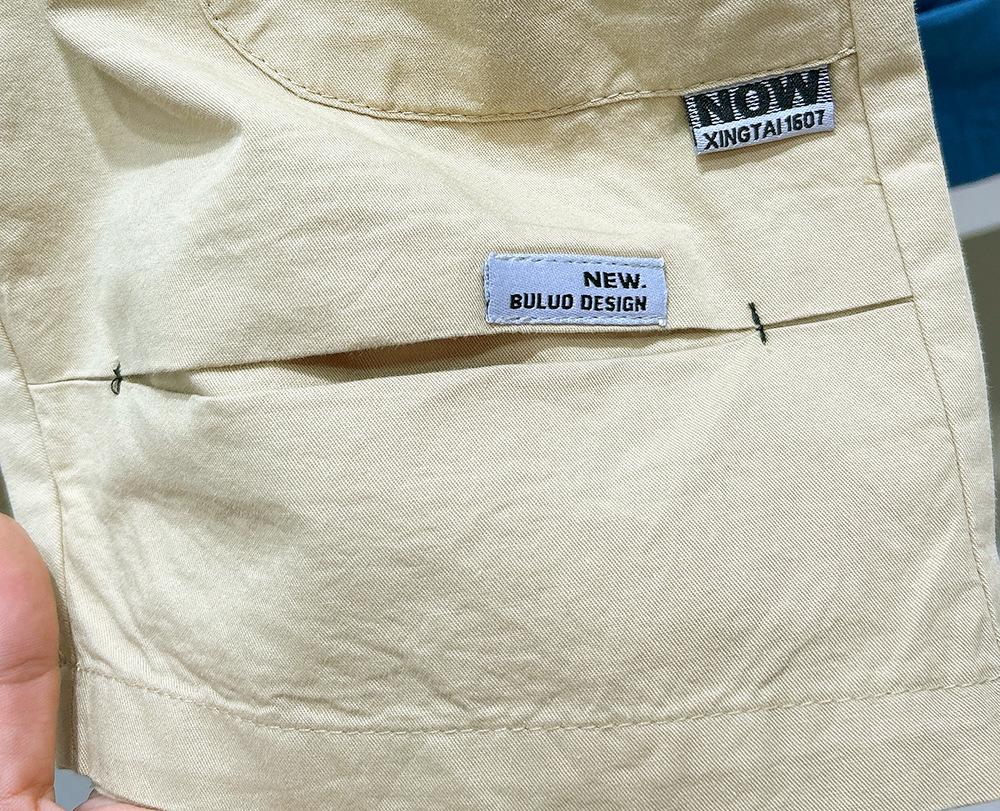 NOW
XINGTAI1607
NEW.
BULUO DESIGN